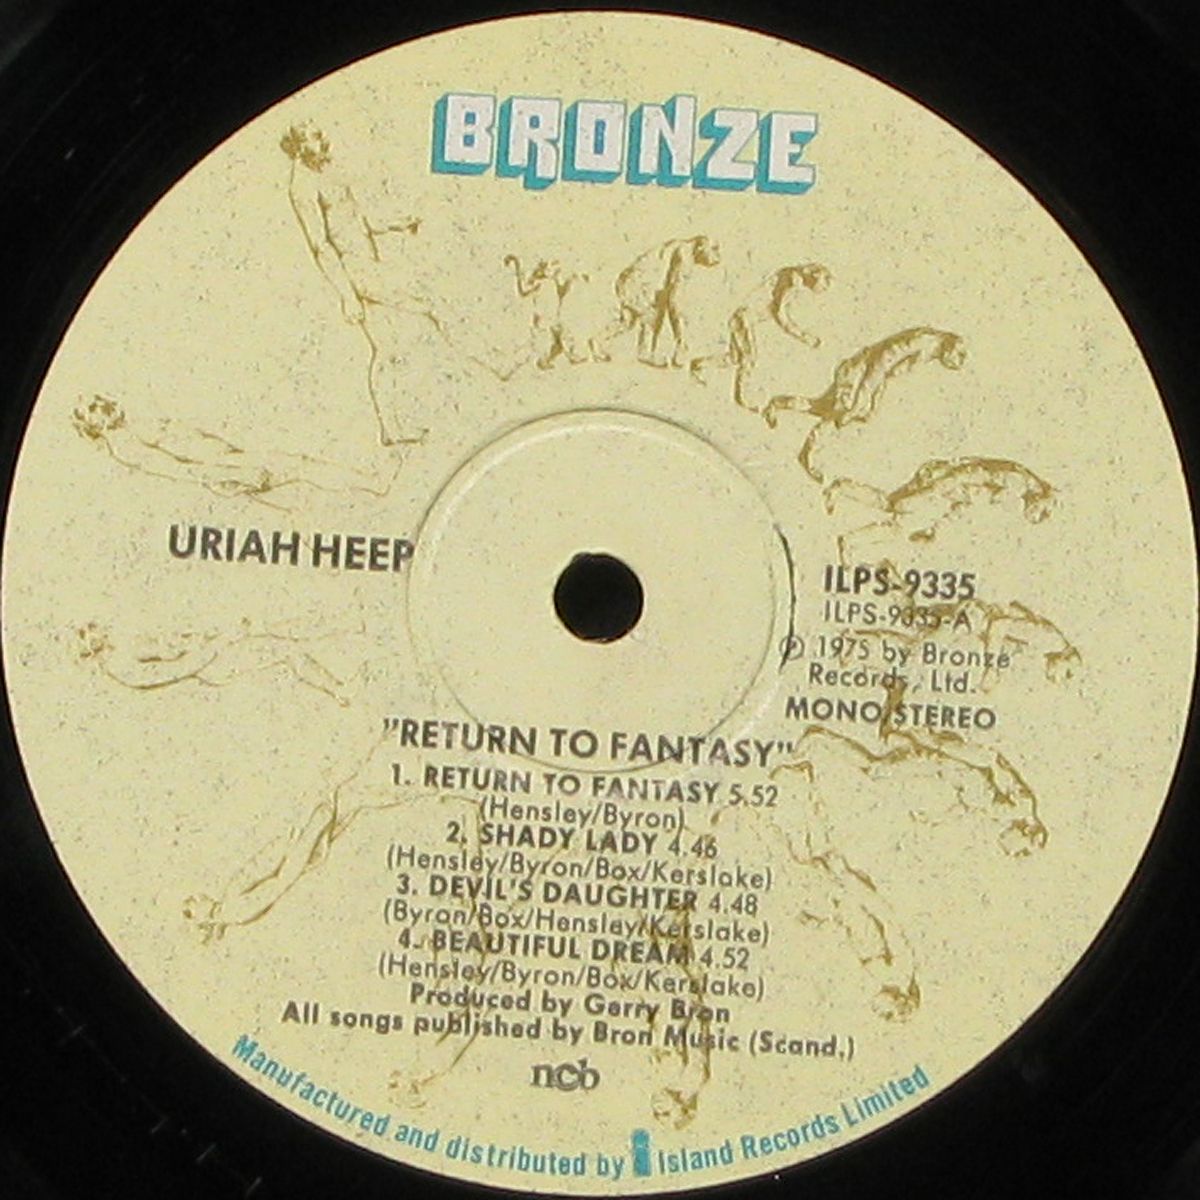 BRONZE
URIAH HEEP
ILPS-9335
ILPS-9335-A
Ⓟ 1975 by Bronze
Records, Ltd.
MONO/STEREO
"RETURN TO FANTASY"
1. RETURN TO FANTASY 5.52
(Hensley/Byron)
2. SHADY LADY 4.46
(Hensley/Byron/Box/Kerslake)
3. DEVIL'S DAUGHTER 4.48
(Byron/Box/Hensley/Kerslake)
4. BEAUTIFUL DREAM 4.52
(Hensley/Byron/Box/Kerslake)
Produced by Gerry Bron
All songs published by Bron Music (Scand.)
ncb
Manufactured and distributed by i Island Records Limited